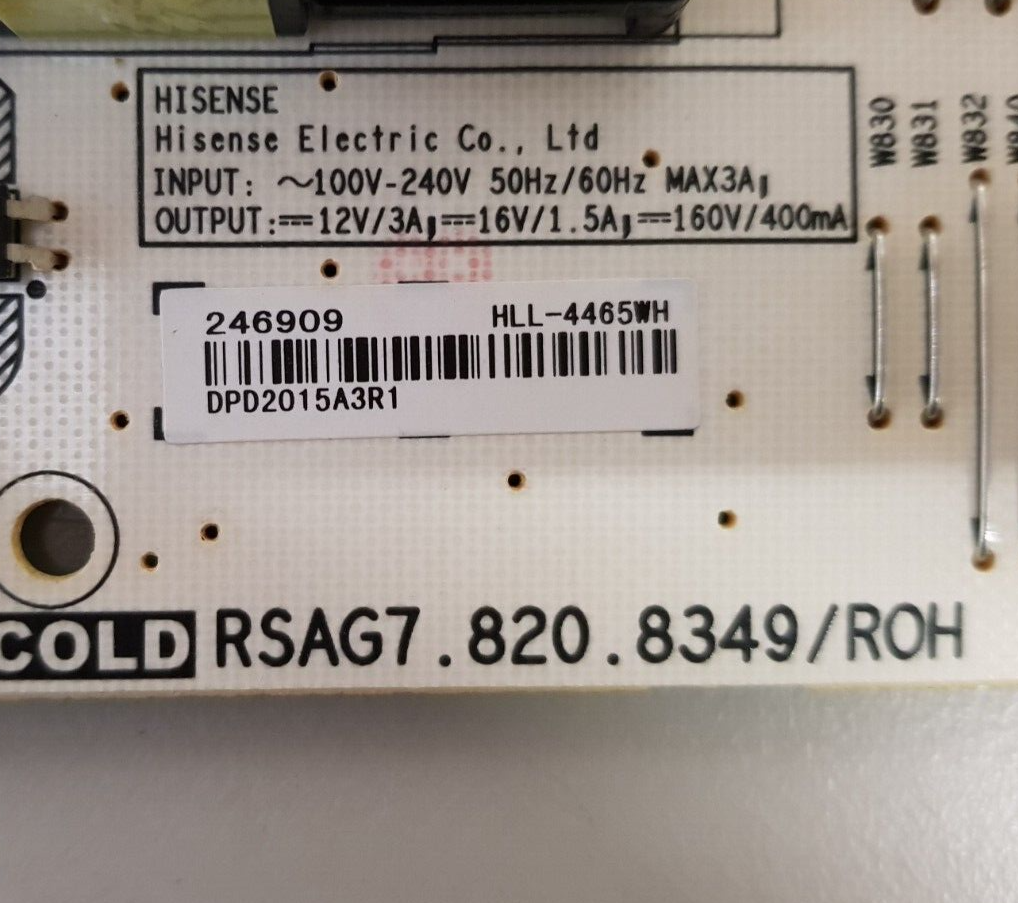 HISENSE
Hisense Electric Co., Ltd
INPUT: ~100V-240V 50Hz/60Hz MAX3A,
OUTPUT:⎓12V/3A,⎓16V/1.5A,⎓160V/400mA
W830
W831
W832
246909 HLL-4465WH
DPD2015A3R1
COLD RSAG7.820.8349/ROH